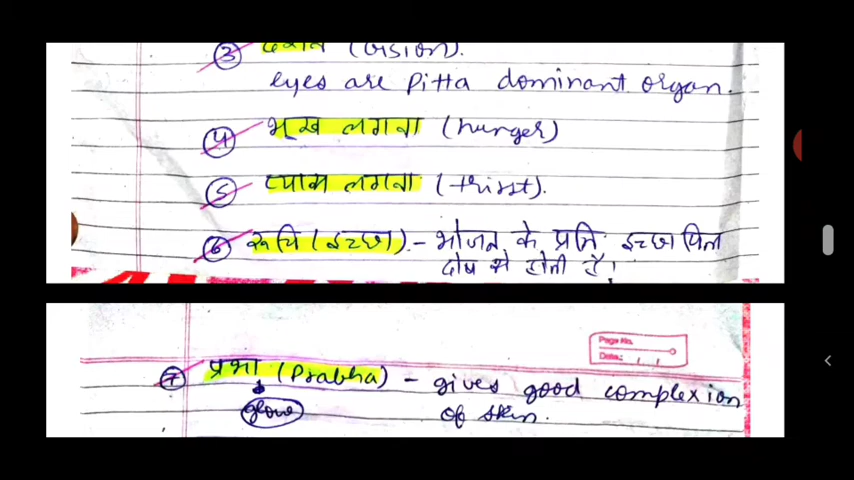 ③ दर्शन (vision).
eyes are pitta dominant organ.
④ भूख लगना (hunger)
⑤ प्यास लगना (thirst).
⑥ रूचि (इच्छा).- भोजन के प्रति इच्छा पित्त
दोष से होती है!
Page No.
Date:
⑦ प्रभा (Prabha) - gives good complexion
glow of skin.